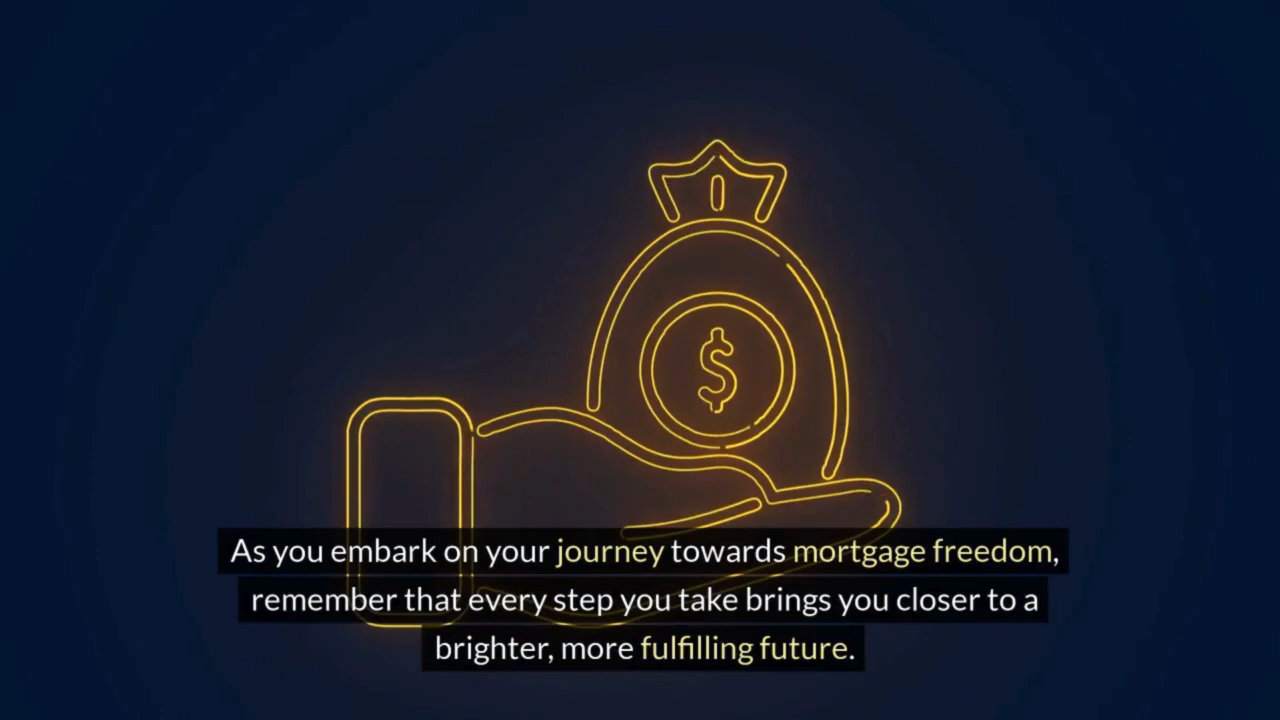 $
As you embark on your journey towards mortgage freedom,
remember that every step you take brings you closer to a
brighter, more fulfilling future.